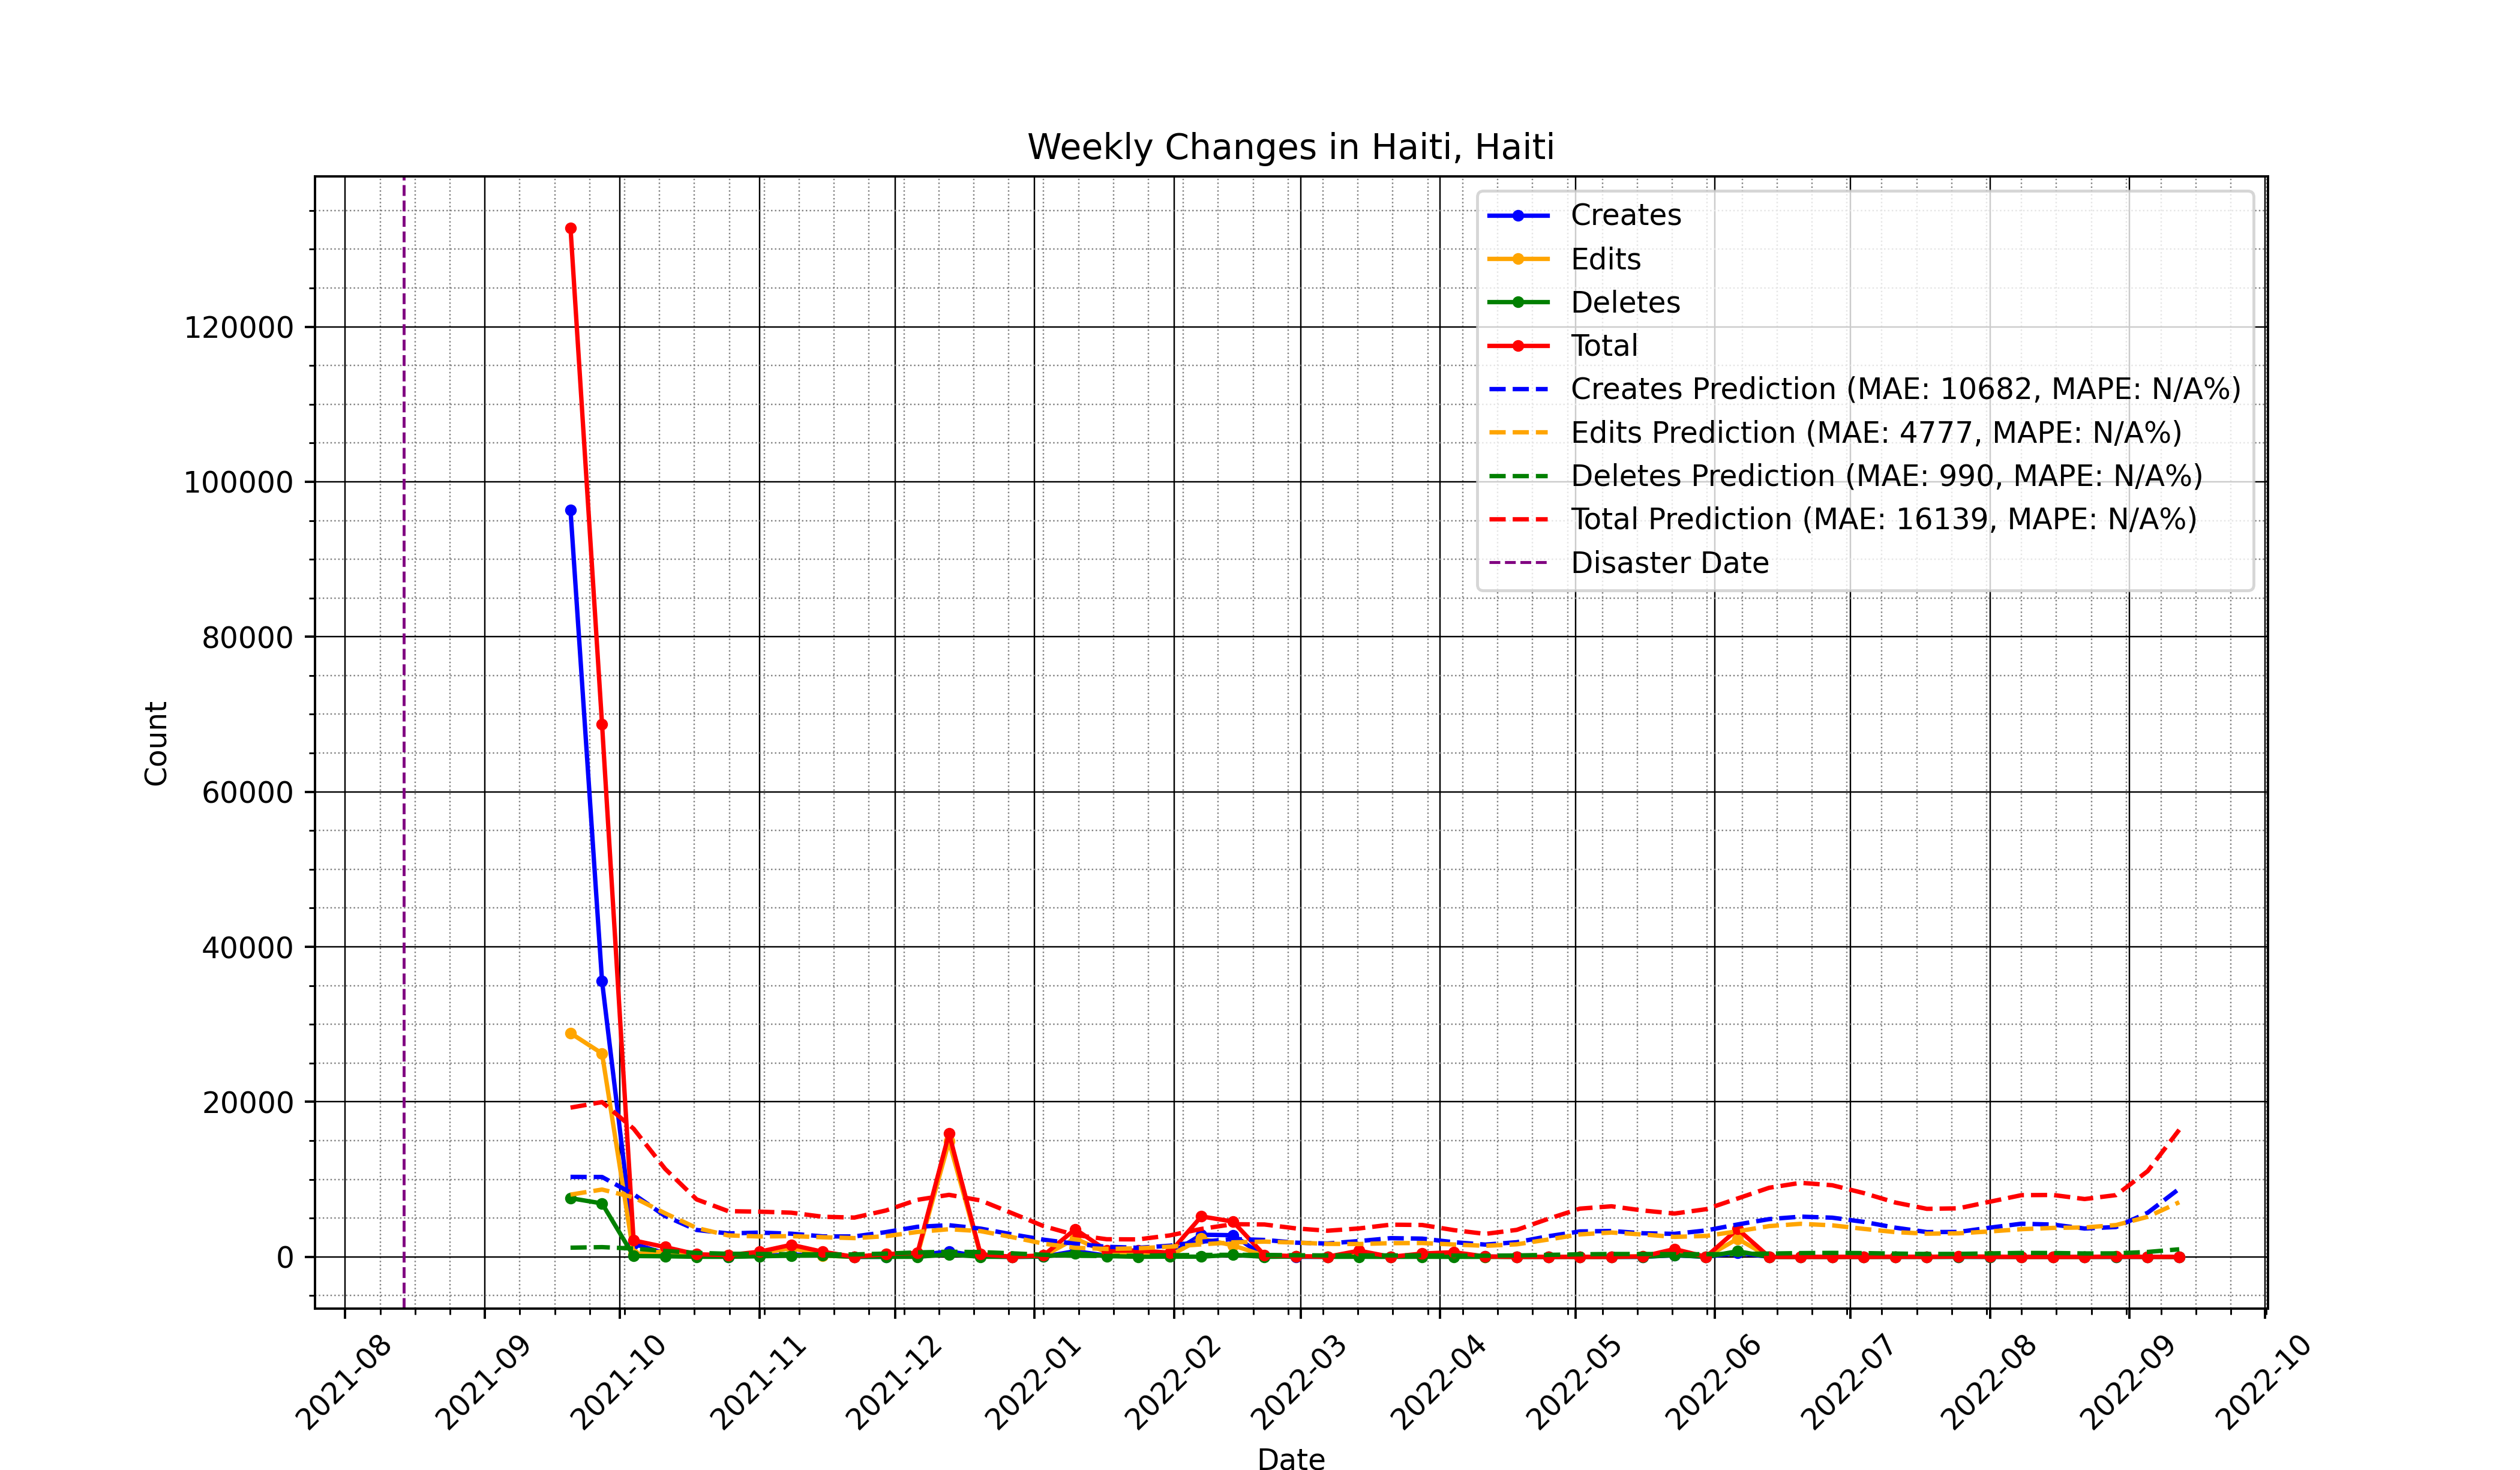 Weekly Changes in Haiti, Haiti
Creates
Edits
Deletes
Total
Creates Prediction (MAE: 10682, MAPE: N/A%)
Edits Prediction (MAE: 4777, MAPE: N/A%)
Deletes Prediction (MAE: 990, MAPE: N/A%)
Total Prediction (MAE: 16139, MAPE: N/A%)
Disaster Date
Count
120000
100000
80000
60000
40000
20000
0
2021-08
2021-09
2021-10
2021-11
2021-12
2022-01
2022-02
2022-03
2022-04
2022-05
2022-06
2022-07
2022-08
2022-09
2022-10
Date